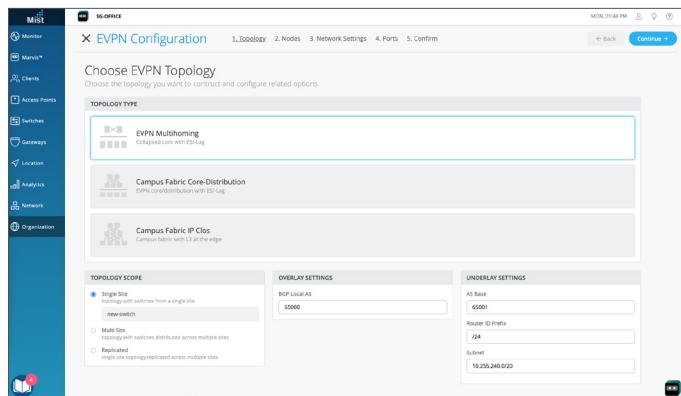 Mist
SG-OFFICE
MON, 01:44 PM
Monitor
Marvis™
Clients
Access Points
Switches
Gateways
Location
Analytics
Network
Organization
4
EVPN Configuration
1. Topology 2. Nodes 3. Network Settings 4. Ports 5. Confirm
← Back
Continue →
Choose EVPN Topology
Choose the topology you want to contruct and configure related options.
TOPOLOGY TYPE
EVPN Multihoming
Collapsed core with ESI-Lag
Campus Fabric Core-Distribution
EVPN core/distribution with ESI-Lag
Campus Fabric IP Clos
Campus fabric with L3 at the edge
TOPOLOGY SCOPE
Single Site
topology with switches from a single site
new-switch
Multi Site
topology with switches distributed across multiple sites
Replicated
single site topology,replicated across multiple sites
OVERLAY SETTINGS
BGP Local AS
65000
UNDERLAY SETTINGS
AS Base
65001
Router ID Prefix
/24
Subnet
10.255.240.0/20